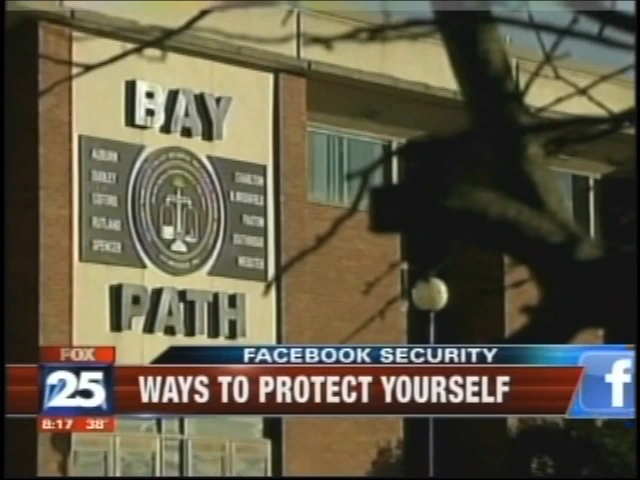 BAY
AUBURN
DUDLEY
OXFORD
RUTLAND
SPENCER
CHARLTON
N. BROOKFIELD
PAXTON
SOUTHBRIDGE
WEBSTER
PATH
FACEBOOK SECURITY
FOX
25
WAYS TO PROTECT YOURSELF
f
8:17 38°